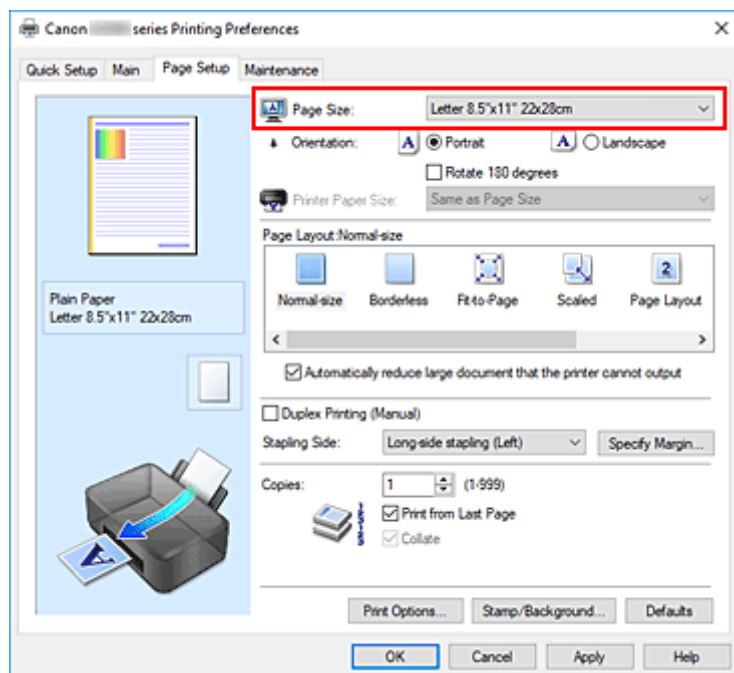 Canon series Printing Preferences
Quick Setup Main Page Setup Maintenance
Page Size: Letter 8.5"x11" 22x28cm
Orientation: A Portrait A Landscape
Rotate 180 degrees
Printer Paper Size: Same as Page Size
Page Layout:Normal-size
Normal-size Borderless Fit-to-Page Scaled Page Layout
Plain Paper
Letter 8.5"x11" 22x28cm
Automatically reduce large document that the printer cannot output
Duplex Printing (Manual)
Stapling Side: Long-side stapling (Left) Specify Margin...
Copies: 1 (1-999)
Print from Last Page
Collate
Print Options... Stamp/Background... Defaults
OK Cancel Apply Help